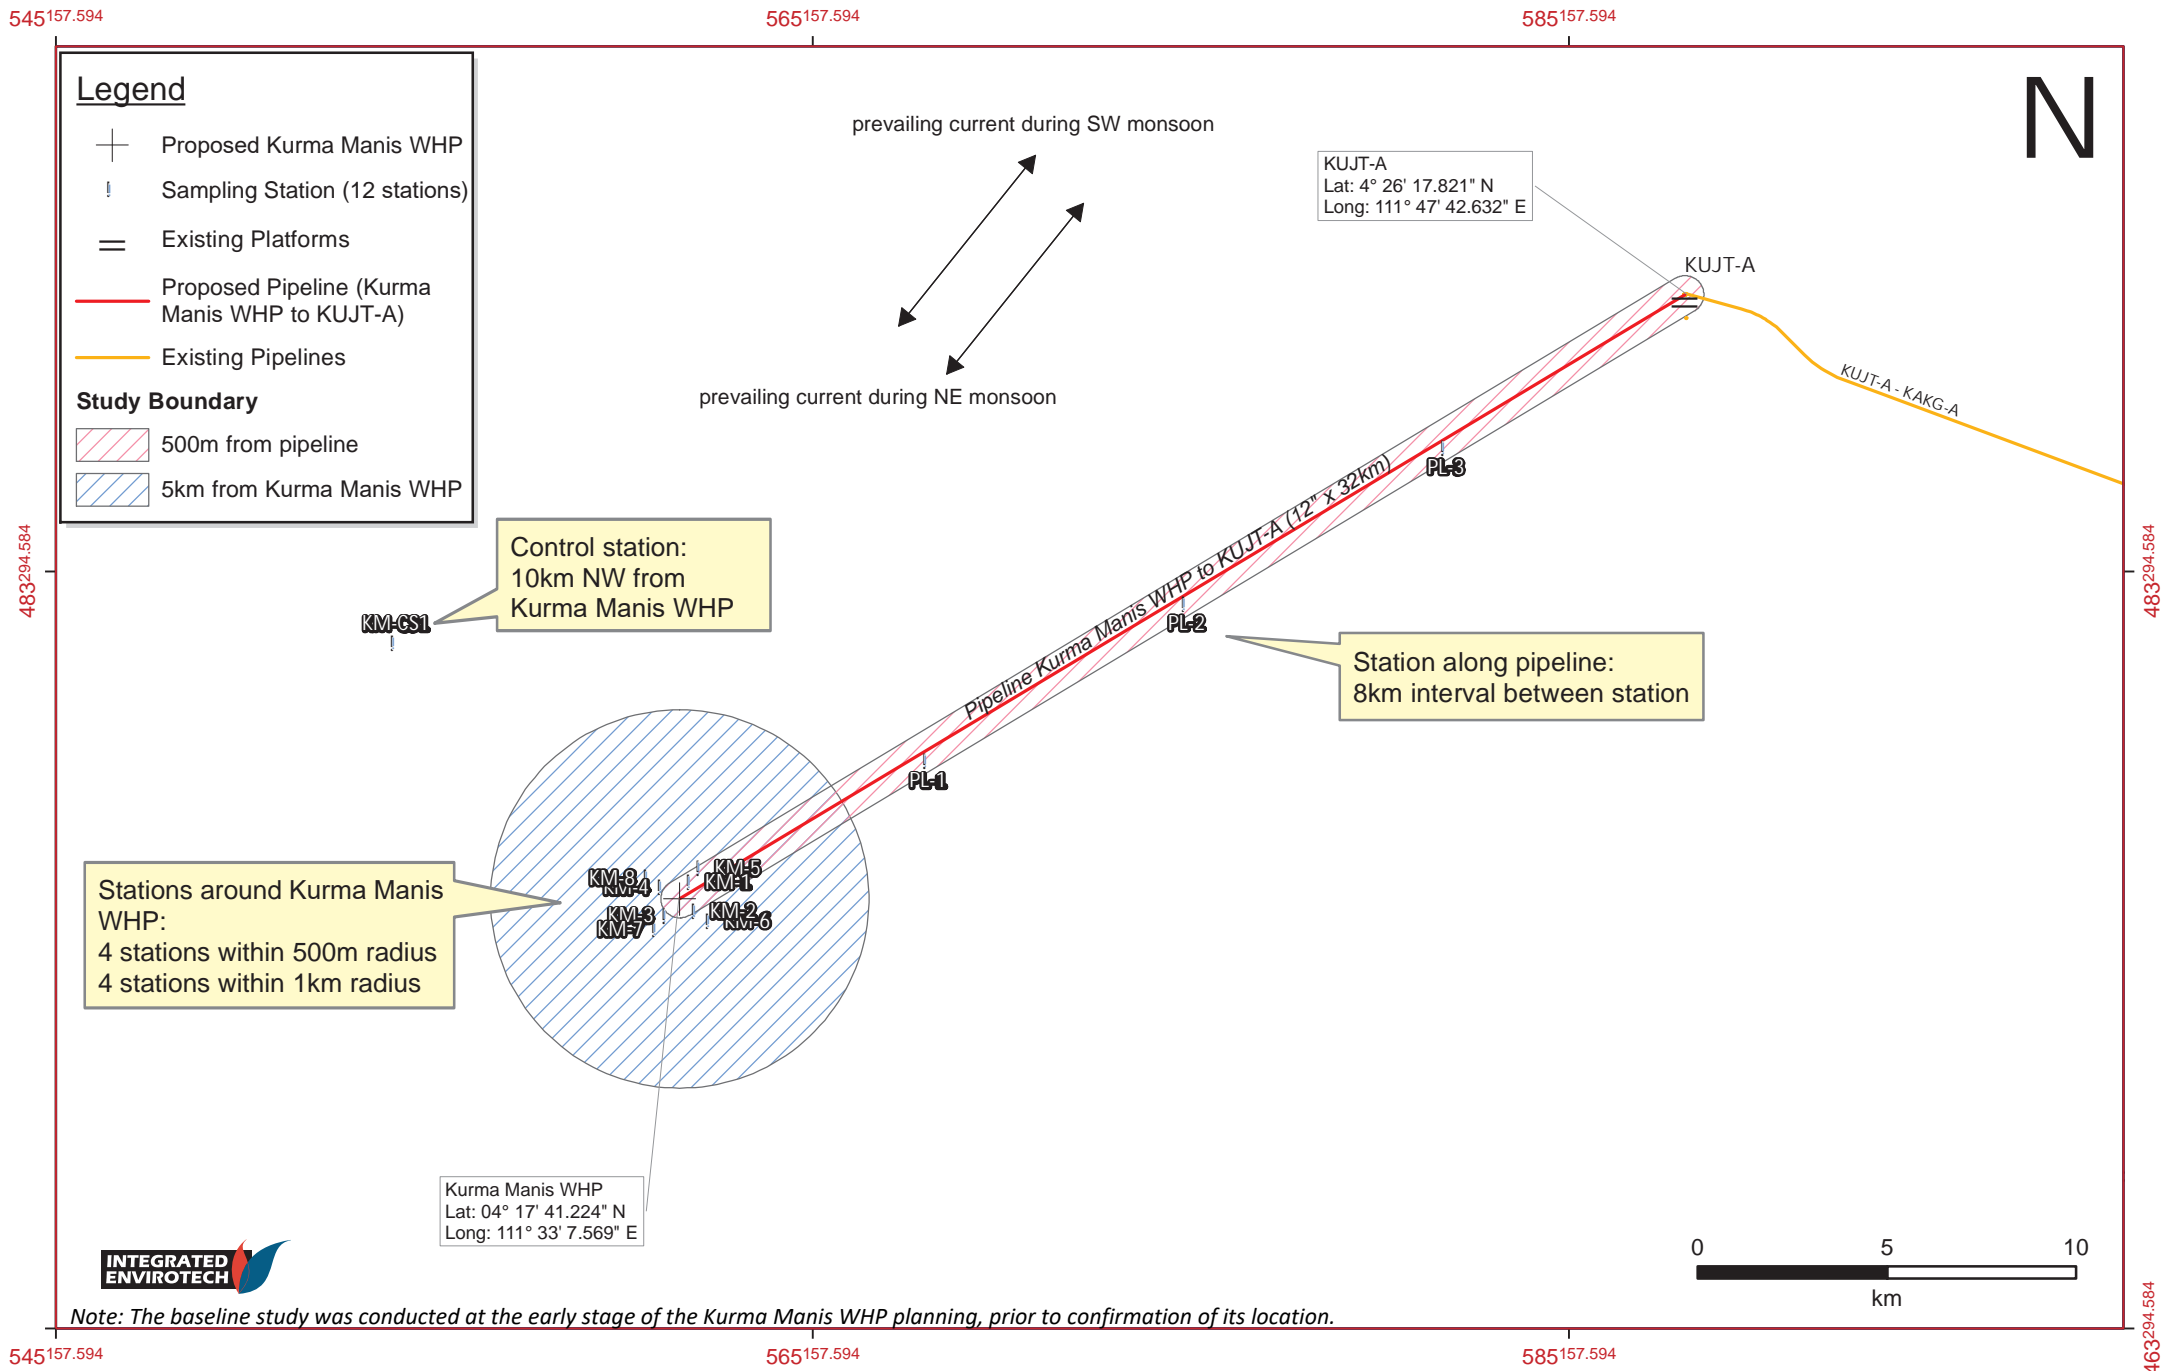 545157.594
565157.594
585157.594
Legend
Proposed Kurma Manis WHP
Sampling Station (12 stations)
Existing Platforms
Proposed Pipeline (Kurma
Manis WHP to KUJT-A)
Existing Pipelines
Study Boundary
500m from pipeline
5km from Kurma Manis WHP
prevailing current during SW monsoon
prevailing current during NE monsoon
N
KUJT-A
Lat: 4° 26' 17.821" N
Long: 111° 47' 42.632" E
KUJT-A
KUJT-A - KAKG-A
483294.584
483294.584
Control station:
10km NW from
Kurma Manis WHP
KM-CS1
Pipeline Kurma Manis WHP to KUJT-A (12" x 32km)
PL-3
PL-2
PL-1
Station along pipeline:
8km interval between station
Stations around Kurma Manis
WHP:
4 stations within 500m radius
4 stations within 1km radius
KM-5
KM-8
KM-1
KM-4
KM-3
KM-2
KM-6
KM-7
Kurma Manis WHP
Lat: 04° 17' 41.224" N
Long: 111° 33' 7.569" E
INTEGRATED
ENVIROTECH
0 5 10
km
Note: The baseline study was conducted at the early stage of the Kurma Manis WHP planning, prior to confirmation of its location.
463294.584
545157.594
565157.594
585157.594